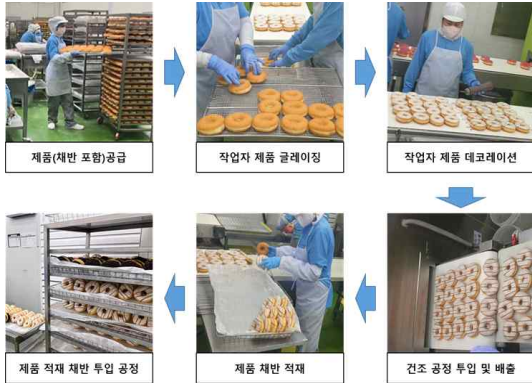 제품(채반 포함)공급
작업자 제품 글레이징
작업자 제품 데코레이션
건조 공정 투입 및 배출
제품 채반 적재
제품 적재 채반 투입 공정